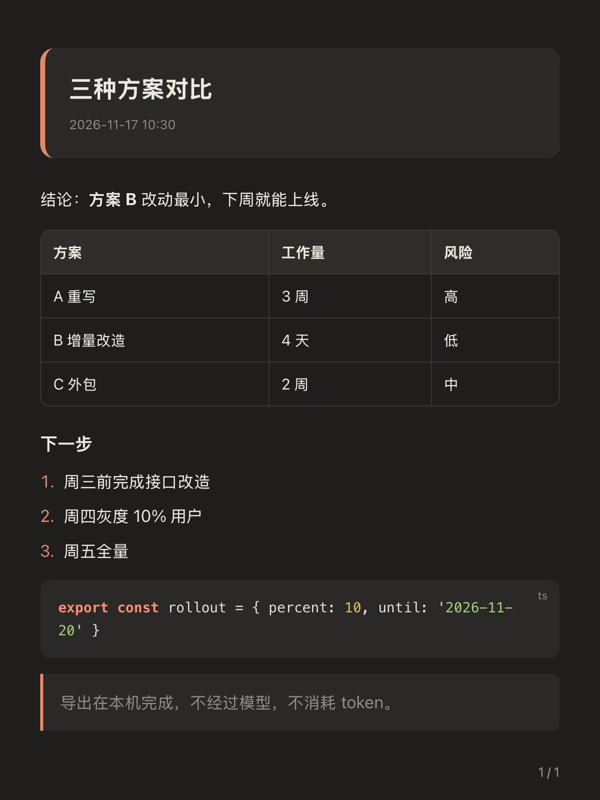 三种方案对比
2026-11-17 10:30
结论：方案 B 改动最小，下周就能上线。
方案 工作量 风险
A 重写 3 周 高
B 增量改造 4 天 低
C 外包 2 周 中
下一步
1. 周三前完成接口改造
2. 周四灰度 10% 用户
3. 周五全量
ts
export const rollout = { percent: 10, until: '2026-11-
20' }
导出在本机完成，不经过模型，不消耗 token。
1 / 1